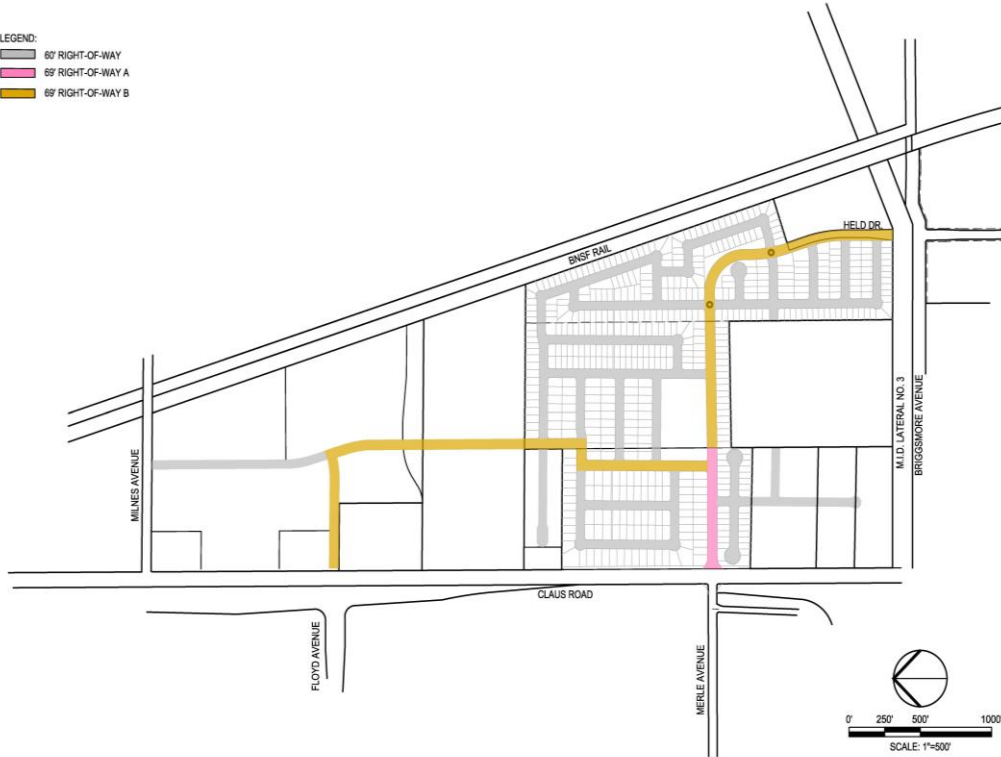 LEGEND:
60' RIGHT-OF-WAY
69' RIGHT-OF-WAY A
69' RIGHT-OF-WAY B
HELD DR.
BNSF RAIL
M.I.D. LATERAL NO. 3
BRIGGSMORE AVENUE
MILNES AVENUE
CLAUS ROAD
FLOYD AVENUE
MERLE AVENUE
0' 250' 500' 1000'
SCALE: 1"=500'